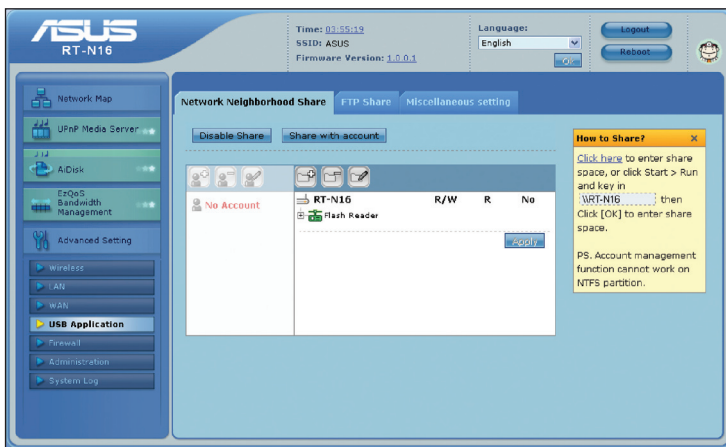 ASUS
RT-N16
Time: 03:55:19
SSID: ASUS
Firmware Version: 1.0.0.1
Language:
English
OK
Logout
Reboot
Network Map
UPnP Media Server
AiDisk
EzQoS
Bandwidth
Management
Advanced Setting
Wireless
LAN
WAN
USB Application
Firewall
Administration
System Log
Network Neighborhood Share
FTP Share
Miscellaneous setting
Disable Share
Share with account
No Account
RT-N16 R/W R No
Flash Reader
Apply
How to Share?
Click here to enter share
space, or click Start > Run
and key in
\\RT-N16 then
Click [OK] to enter share
space.
PS. Account management
function cannot work on
NTFS partition.